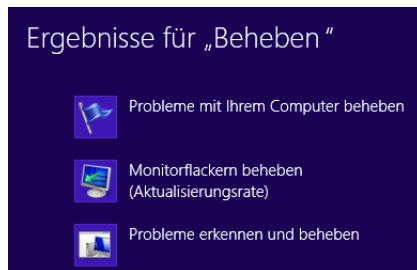 Ergebnisse für „Beheben“
Probleme mit Ihrem Computer beheben
Monitorflackern beheben
(Aktualisierungsrate)
Probleme erkennen und beheben